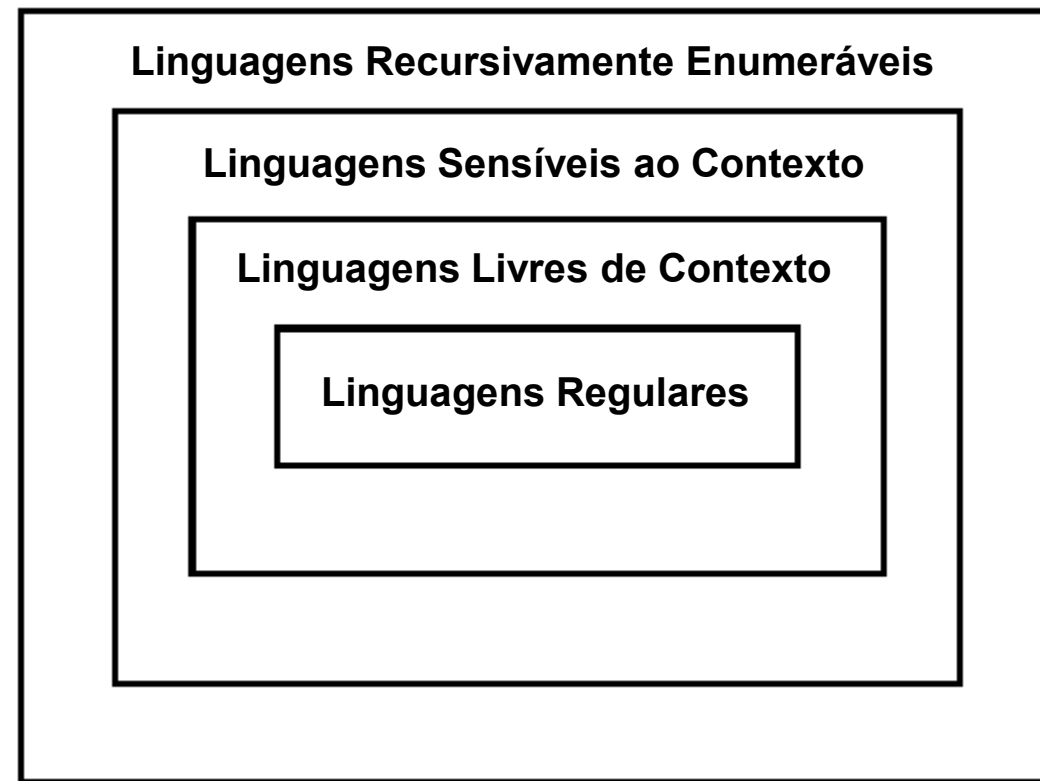 Linguagens Recursivamente Enumeráveis
Linguagens Sensíveis ao Contexto
Linguagens Livres de Contexto
Linguagens Regulares